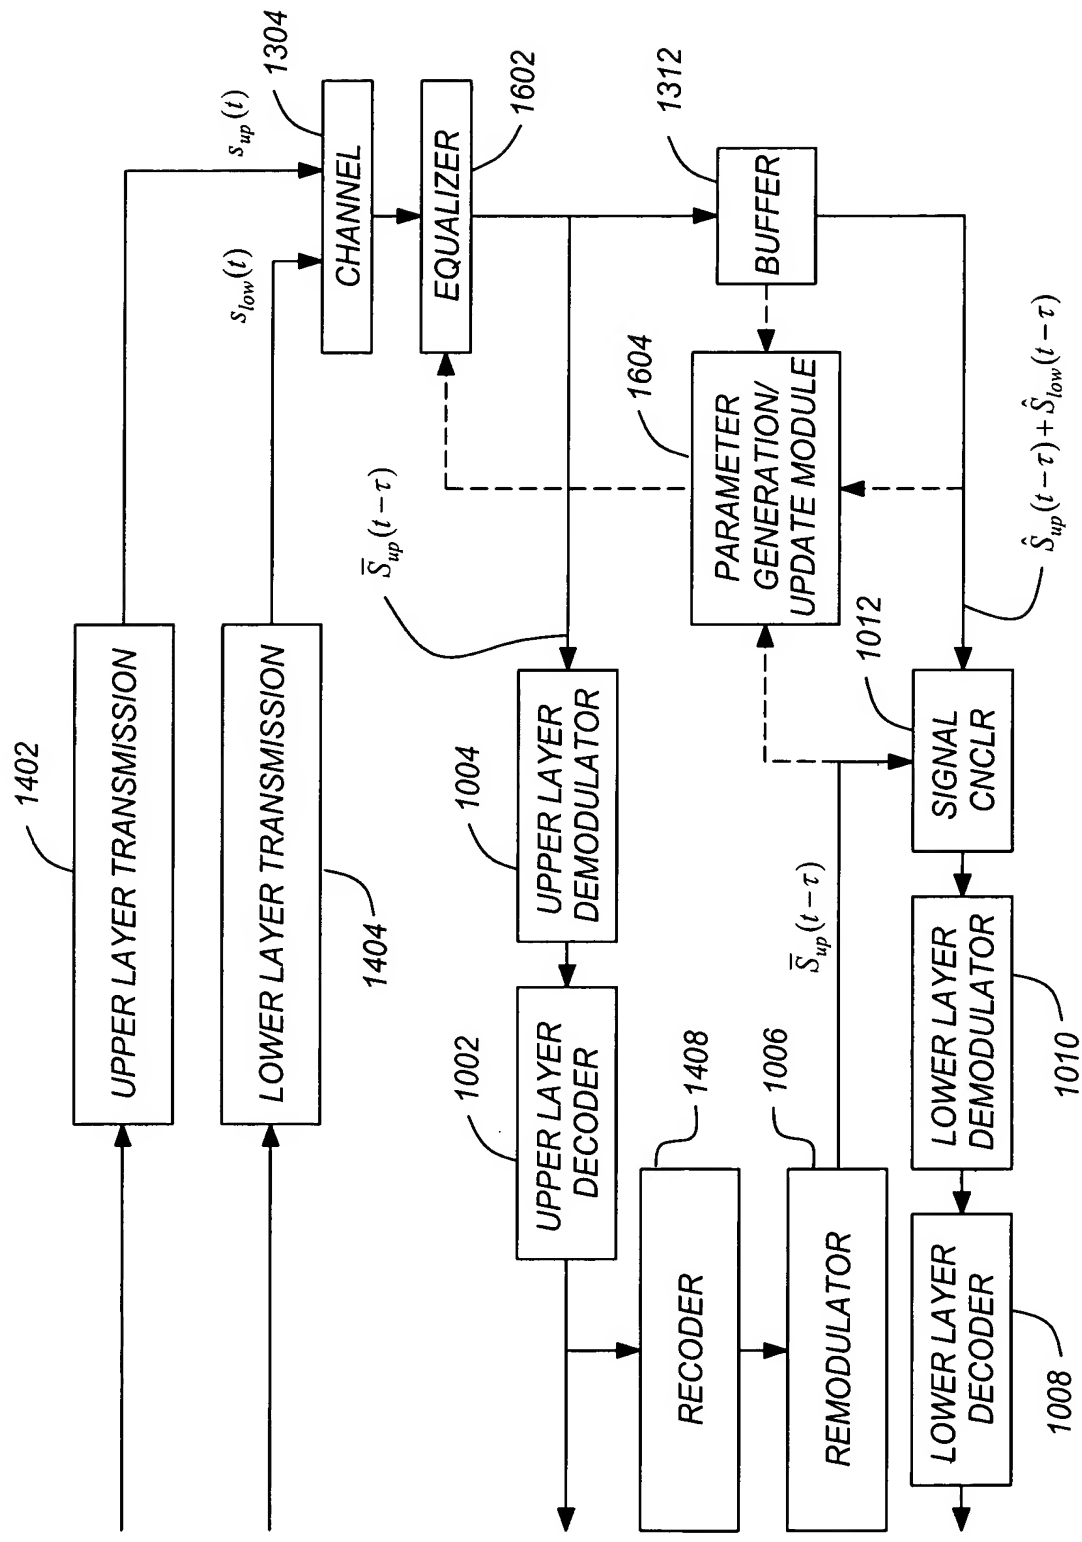 1402
UPPER LAYER TRANSMISSION
s_up(t)
1304
LOWER LAYER TRANSMISSION
1404
s_low(t)
CHANNEL
EQUALIZER
1602
1002
UPPER LAYER
DECODER
1004
UPPER LAYER
DEMODULATOR
S̅_up(t−τ)
1408
RECODER
1604
PARAMETER
GENERATION/
UPDATE MODULE
1312
BUFFER
1006
REMODULATOR
S̅_up(t−τ)
1012
LOWER LAYER
DECODER
1008
LOWER LAYER
DEMODULATOR
1010
SIGNAL
CNCLR
Ŝ_up(t−τ)+Ŝ_low(t−τ)